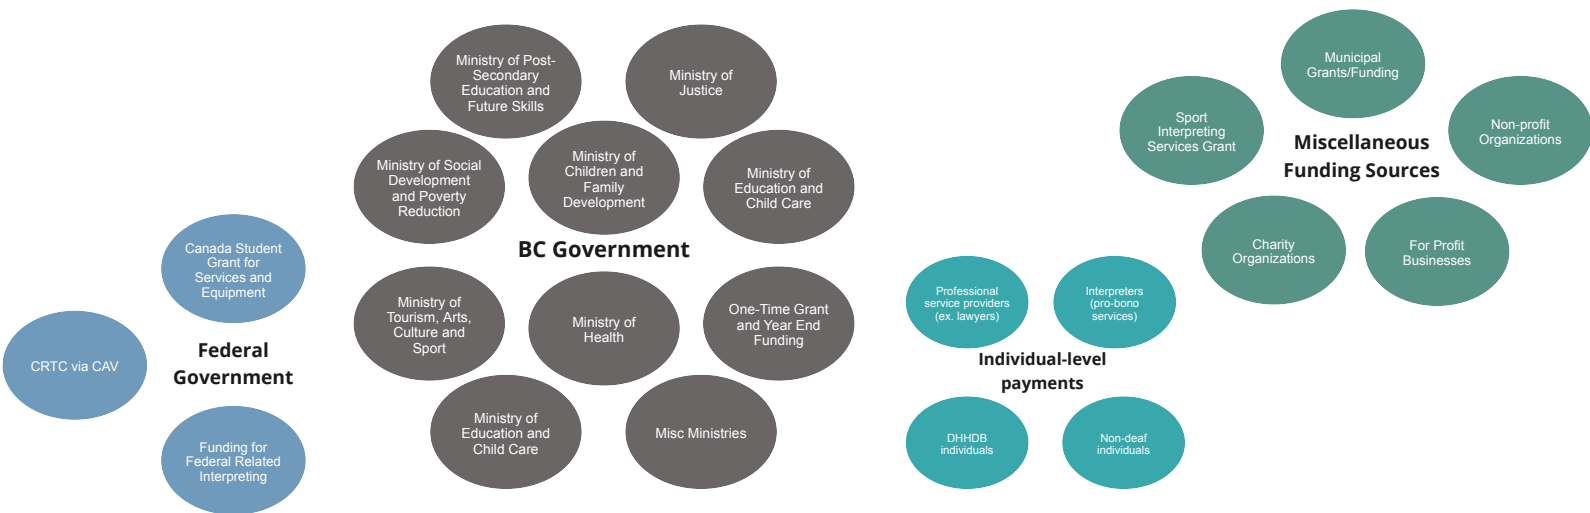 Canada Student
Grant for
Services and
Equipment
CRTC via CAV
Federal
Government
Funding for
Federal Related
Interpreting
Ministry of Post-
Secondary
Education and
Future Skills
Ministry of
Justice
Ministry of Social
Development
and Poverty
Reduction
Ministry of
Children and
Family
Development
Ministry of
Education and
Child Care
BC Government
Ministry of
Tourism, Arts,
Culture and
Sport
Ministry of
Health
One-Time Grant
and Year End
Funding
Ministry of
Education and
Child Care
Misc Ministries
Professional
service providers
(ex. lawyers)
Interpreters
(pro-bono
services)
Individual-level
payments
DHHDB
individuals
Non-deaf
individuals
Municipal
Grants/Funding
Sport
Interpreting
Services Grant
Non-profit
Organizations
Miscellaneous
Funding Sources
Charity
Organizations
For Profit
Businesses